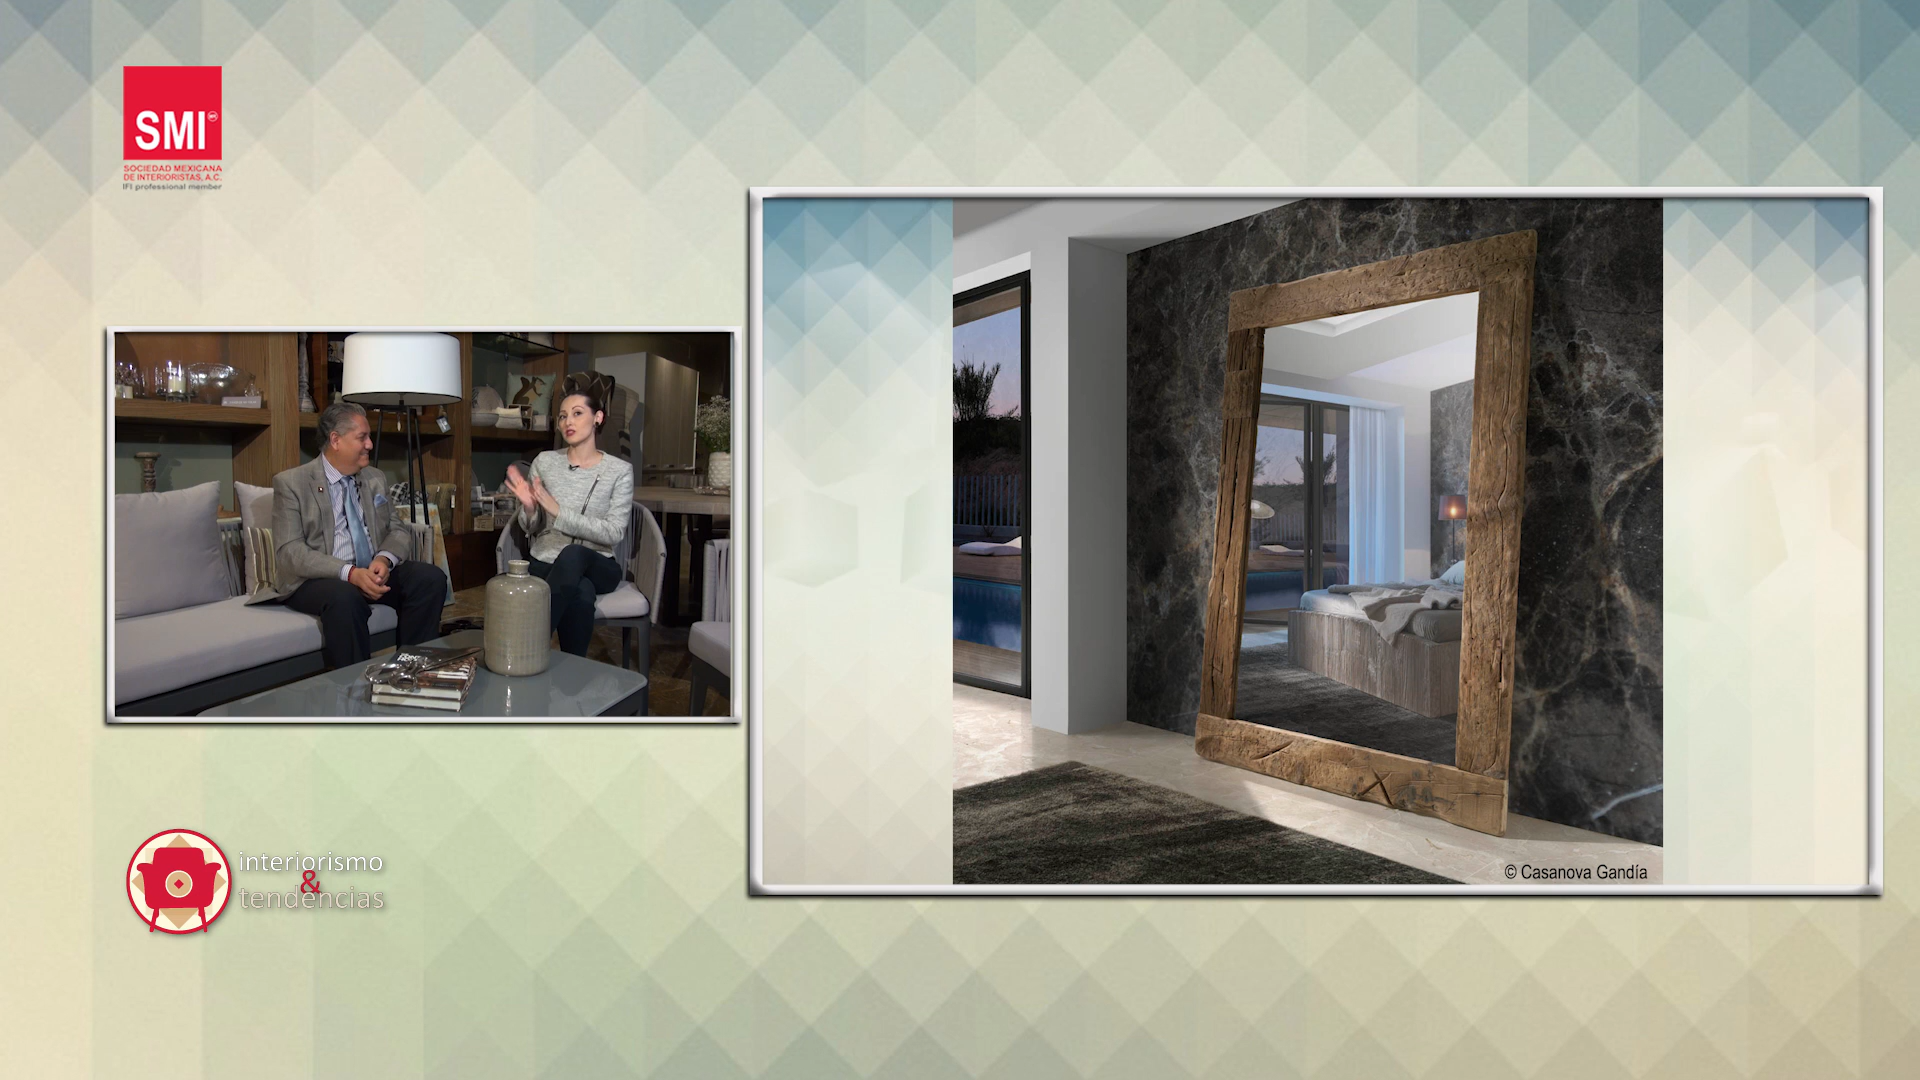 SMI
SOCIEDAD MEXICANA
DE INTERIORISTAS, A.C.
IFI professional member
interiorismo
&
tendencias
© Casanova Gandía